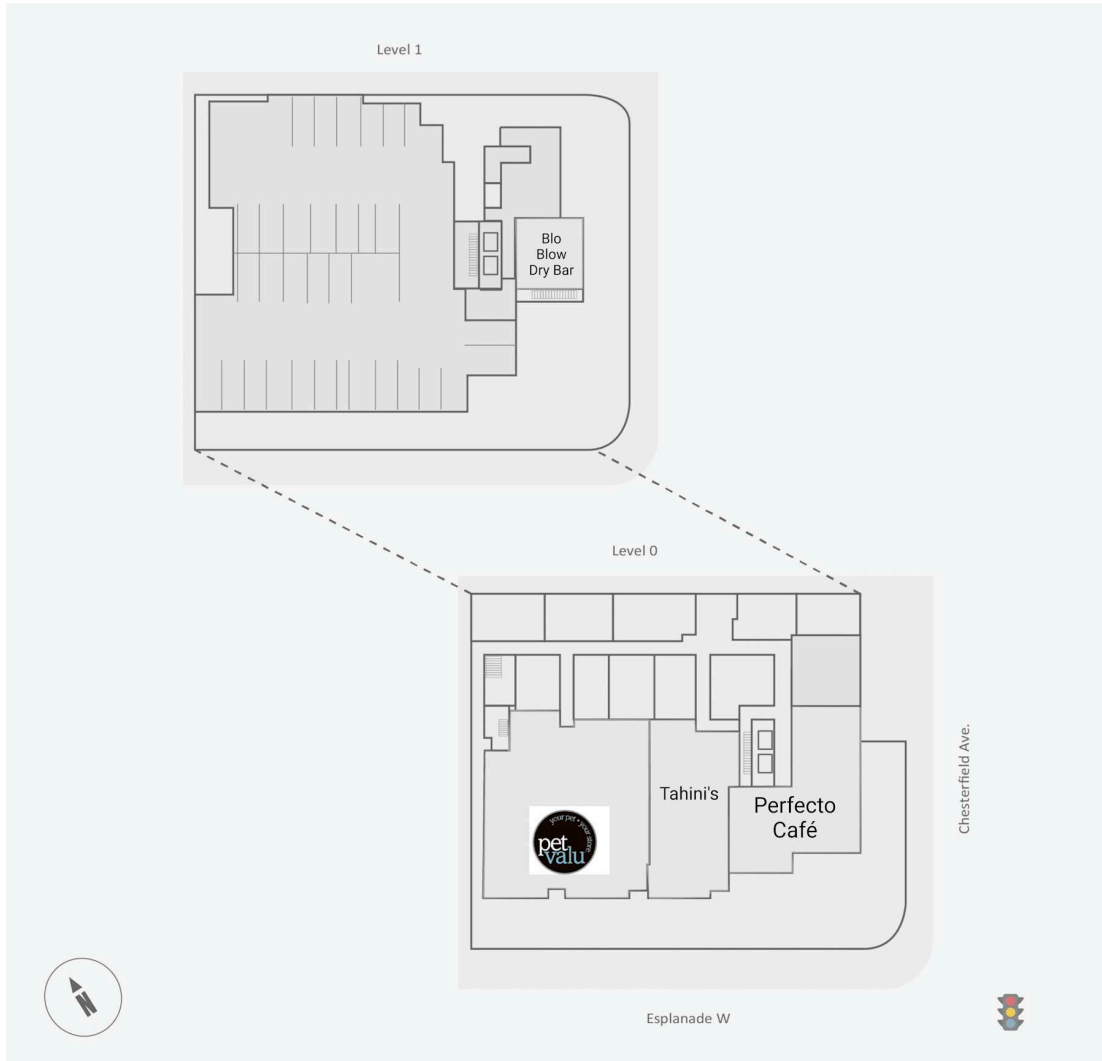 Level 1
Blo
Blow
Dry Bar
Level 0
Chesterfield Ave.
Tahini's
Perfecto
Café
your pet • your store
pet
valu
Esplanade W
N